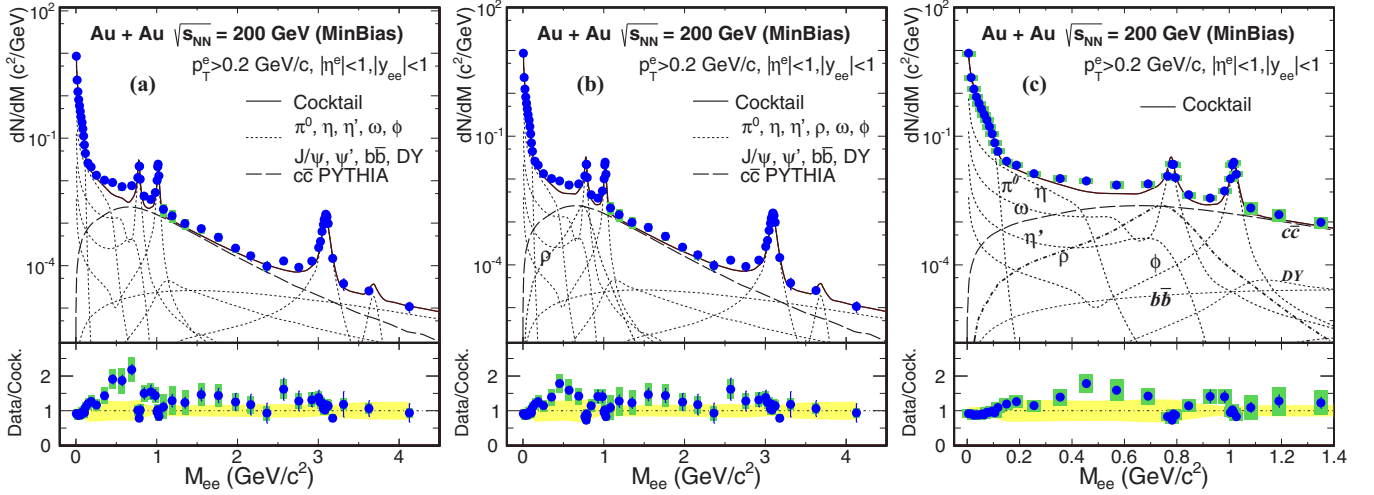 Au + Au √s_NN = 200 GeV (MinBias)
p_T^e>0.2 GeV/c, |η^e|<1,|y_ee|<1
(a)
Cocktail
π⁰, η, η', ω, ϕ
J/ψ, ψ', bb̅, DY
cc̅ PYTHIA
dN/dM (c²/GeV)
10²
10⁻¹
10⁻⁴
Data/Cock.
2
1
0
0 1 2 3 4
M_ee (GeV/c²)
Au + Au √s_NN = 200 GeV (MinBias)
p_T^e>0.2 GeV/c, |η^e|<1,|y_ee|<1
(b)
Cocktail
π⁰, η, η', ρ, ω, ϕ
J/ψ, ψ', bb̅, DY
cc̅ PYTHIA
ρ
dN/dM (c²/GeV)
10²
10⁻¹
10⁻⁴
Data/Cock.
2
1
0
0 1 2 3 4
M_ee (GeV/c²)
Au + Au √s_NN = 200 GeV (MinBias)
p_T^e>0.2 GeV/c, |η^e|<1,|y_ee|<1
(c)
Cocktail
π⁰
η
ω
η'
ρ
ϕ
cc̅
bb̅
DY
dN/dM (c²/GeV)
10²
10⁻¹
10⁻⁴
Data/Cock.
2
1
0
0 0.2 0.4 0.6 0.8 1 1.2 1.4
M_ee (GeV/c²)